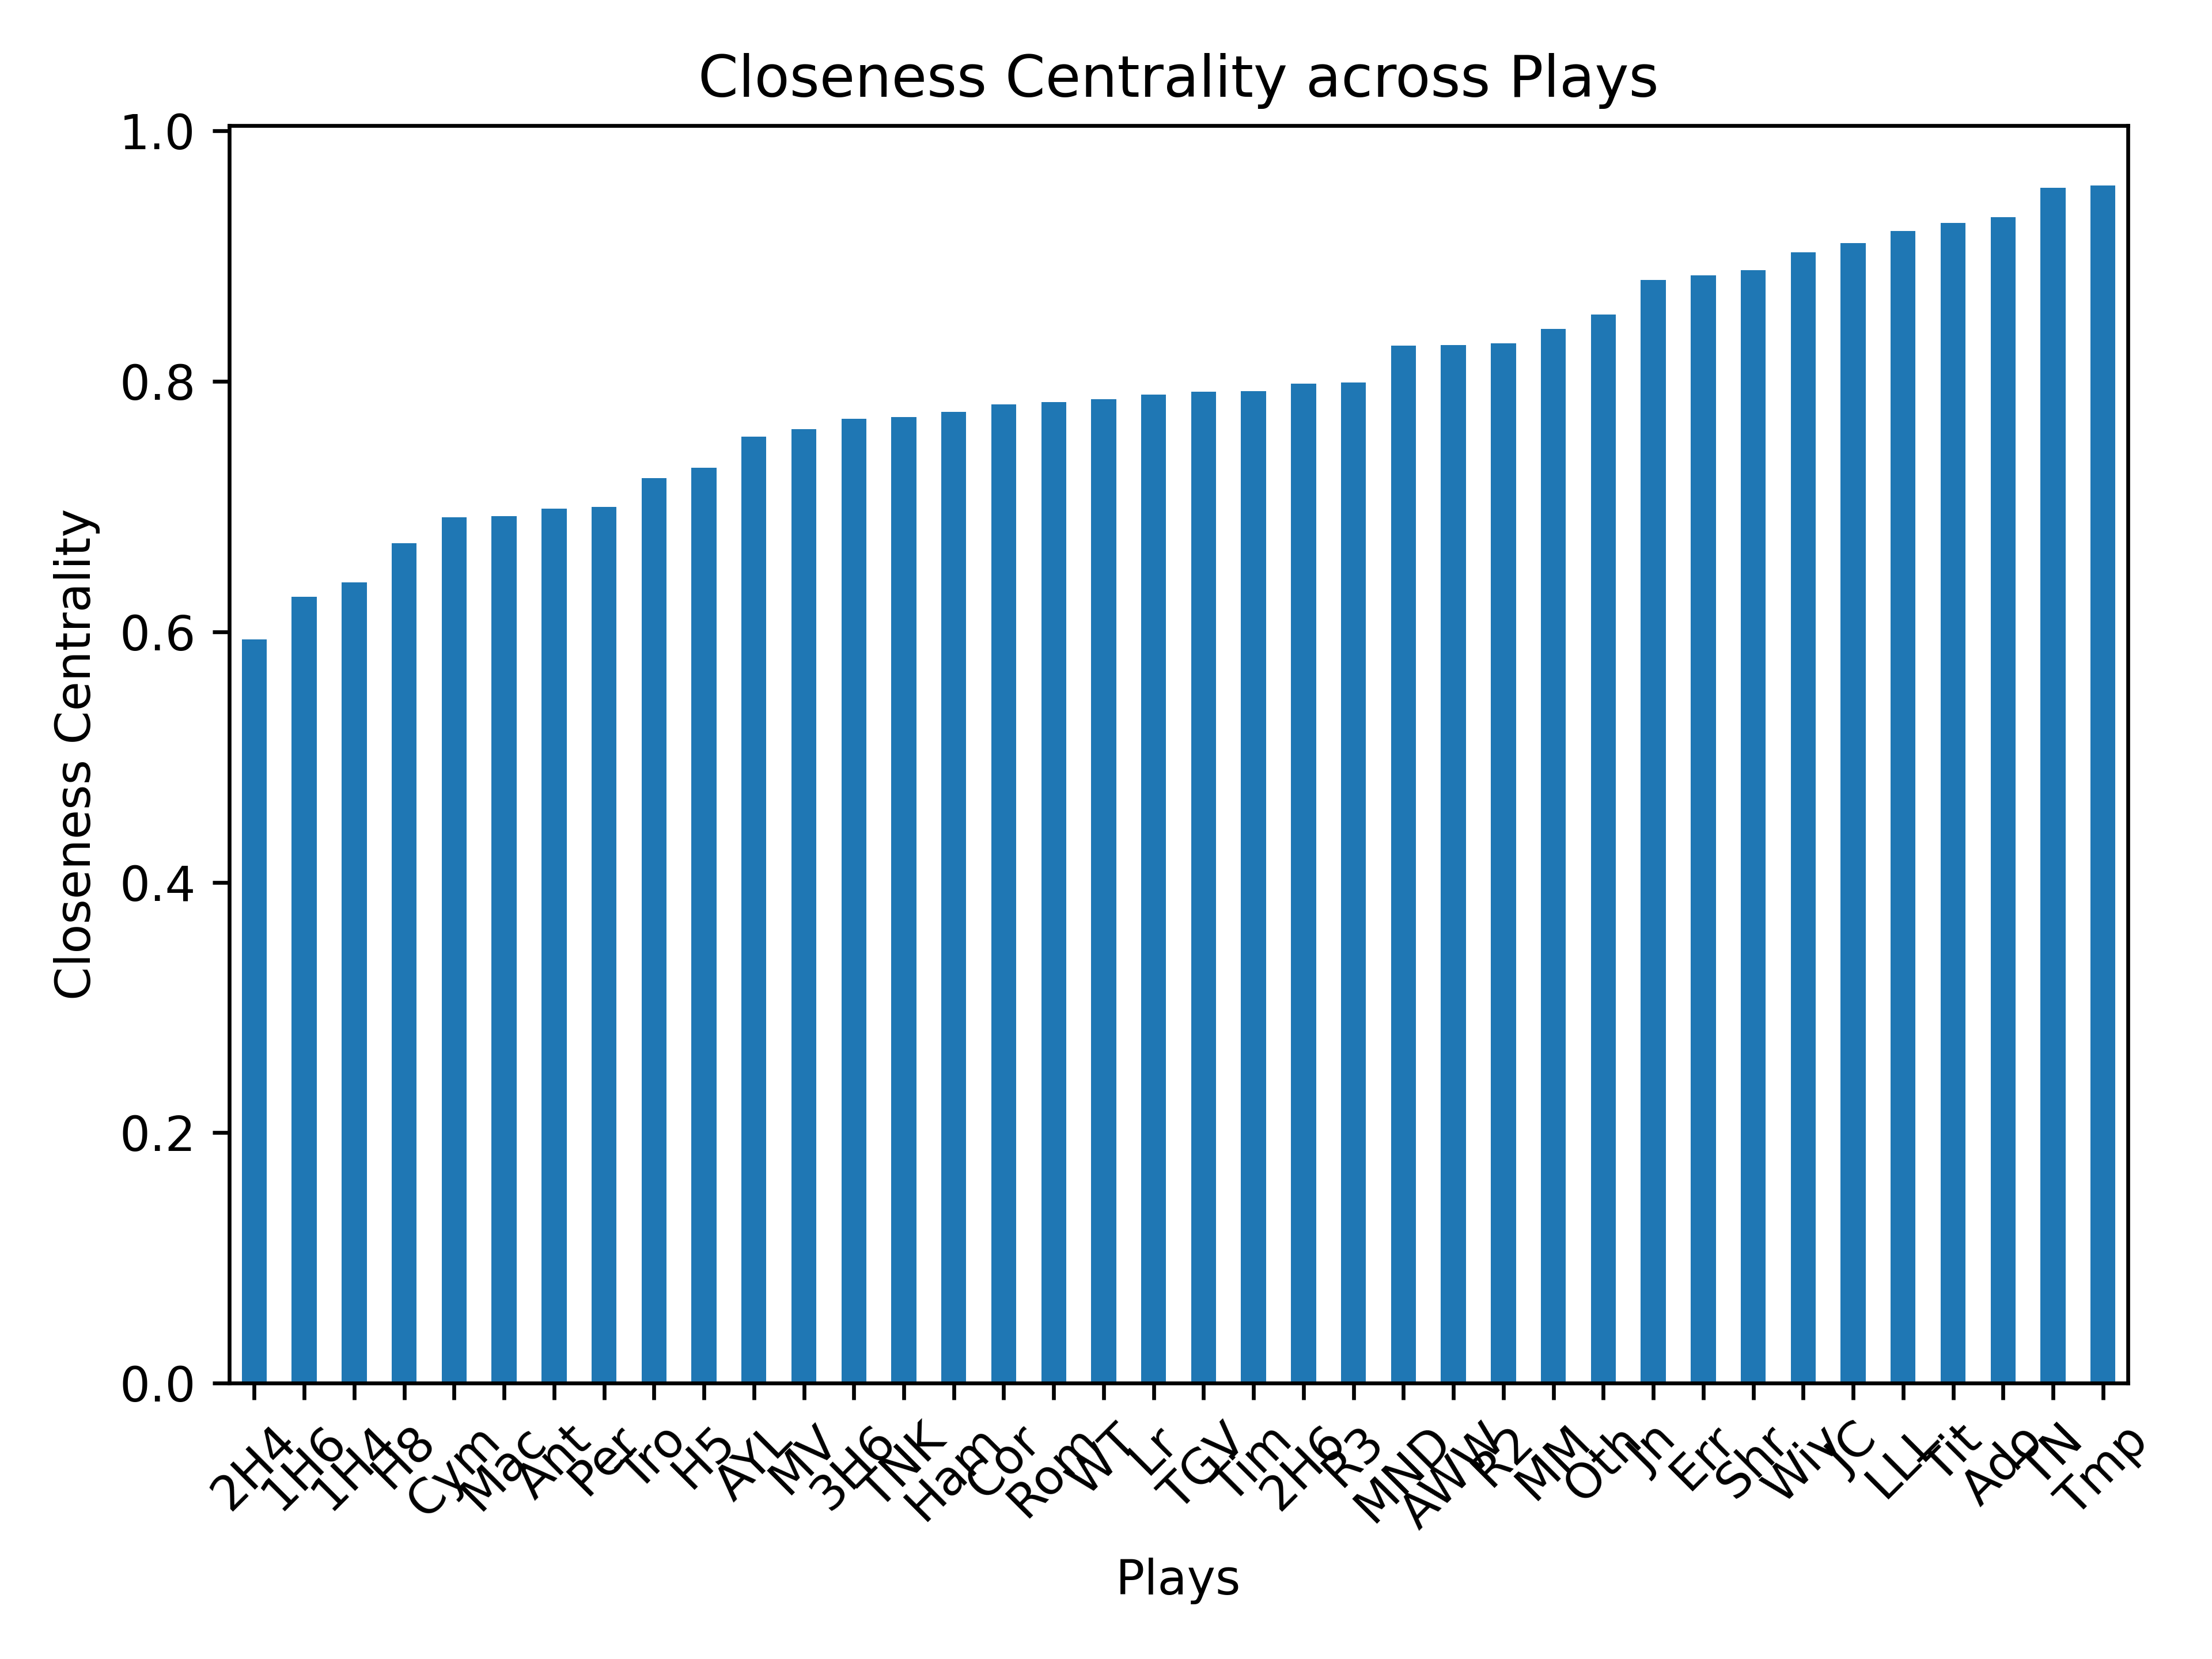 Closeness Centrality across Plays
Closeness Centrality
1.0
0.8
0.6
0.4
0.2
0.0
2H4
1H6
1H4
H8
Cym
Mac
Ant
Per
Tro
H5
AYL
MV
3H6
TNK
Ham
Cor
Rom
WT
Lr
TGV
Tim
2H6
R3
MND
AWW
R2
MM
Oth
Jn
Err
Shr
Wiv
JC
LLL
Tit
Ado
TN
Tmp
Plays